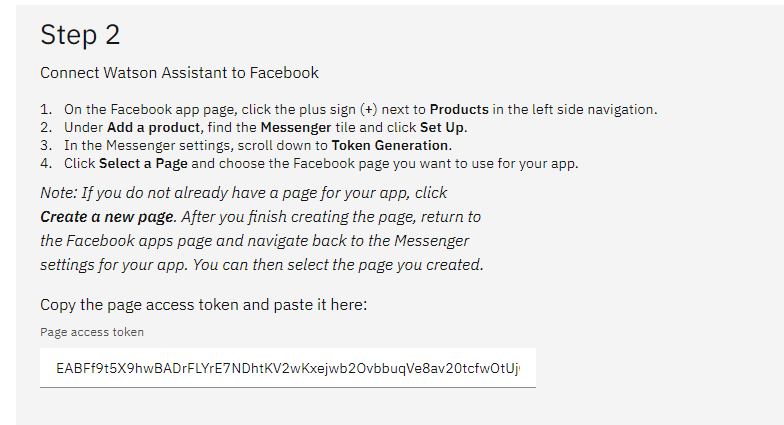 Step 2
Connect Watson Assistant to Facebook
1. On the Facebook app page, click the plus sign (+) next to Products in the left side navigation.
2. Under Add a product, find the Messenger tile and click Set Up.
3. In the Messenger settings, scroll down to Token Generation.
4. Click Select a Page and choose the Facebook page you want to use for your app.
Note: If you do not already have a page for your app, click
Create a new page. After you finish creating the page, return to
the Facebook apps page and navigate back to the Messenger
settings for your app. You can then select the page you created.
Copy the page access token and paste it here:
Page access token
EABFf9t5X9hwBADrFLYrE7NDhtKV2wKxejwb2OvbbuqVe8av20tcfwOtUj